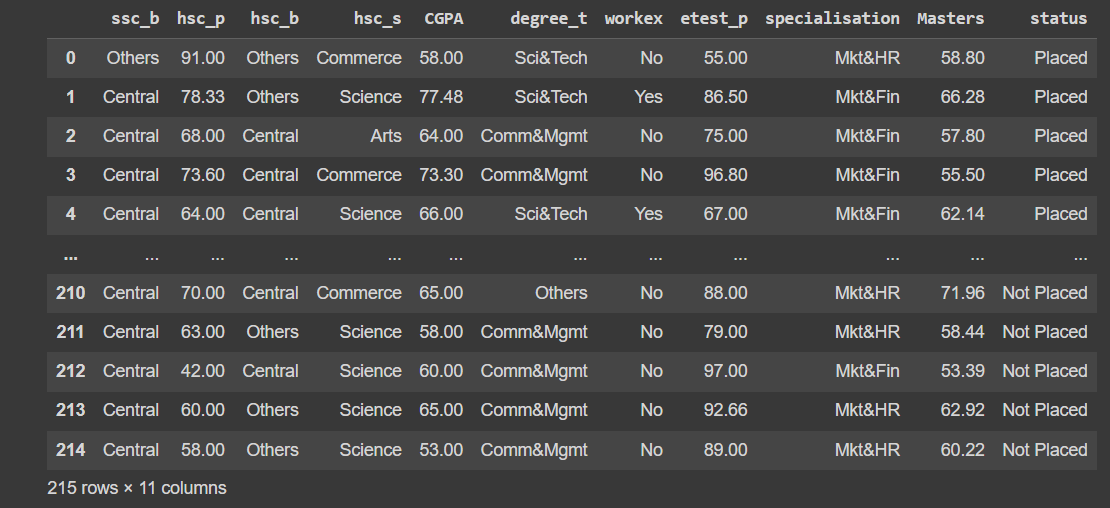 ssc_b hsc_p hsc_b hsc_s CGPA degree_t workex etest_p specialisation Masters status
0 Others 91.00 Others Commerce 58.00 Sci&Tech No 55.00 Mkt&HR 58.80 Placed
1 Central 78.33 Others Science 77.48 Sci&Tech Yes 86.50 Mkt&Fin 66.28 Placed
2 Central 68.00 Central Arts 64.00 Comm&Mgmt No 75.00 Mkt&Fin 57.80 Placed
3 Central 73.60 Central Commerce 73.30 Comm&Mgmt No 96.80 Mkt&Fin 55.50 Placed
4 Central 64.00 Central Science 66.00 Sci&Tech Yes 67.00 Mkt&Fin 62.14 Placed
... ... ... ... ... ... ... ... ... ... ... ...
210 Central 70.00 Central Commerce 65.00 Others No 88.00 Mkt&HR 71.96 Not Placed
211 Central 63.00 Others Science 58.00 Comm&Mgmt No 79.00 Mkt&HR 58.44 Not Placed
212 Central 42.00 Central Science 60.00 Comm&Mgmt No 97.00 Mkt&Fin 53.39 Not Placed
213 Central 60.00 Others Science 65.00 Comm&Mgmt No 92.66 Mkt&HR 62.92 Not Placed
214 Central 58.00 Others Science 53.00 Comm&Mgmt No 89.00 Mkt&HR 60.22 Not Placed
215 rows × 11 columns